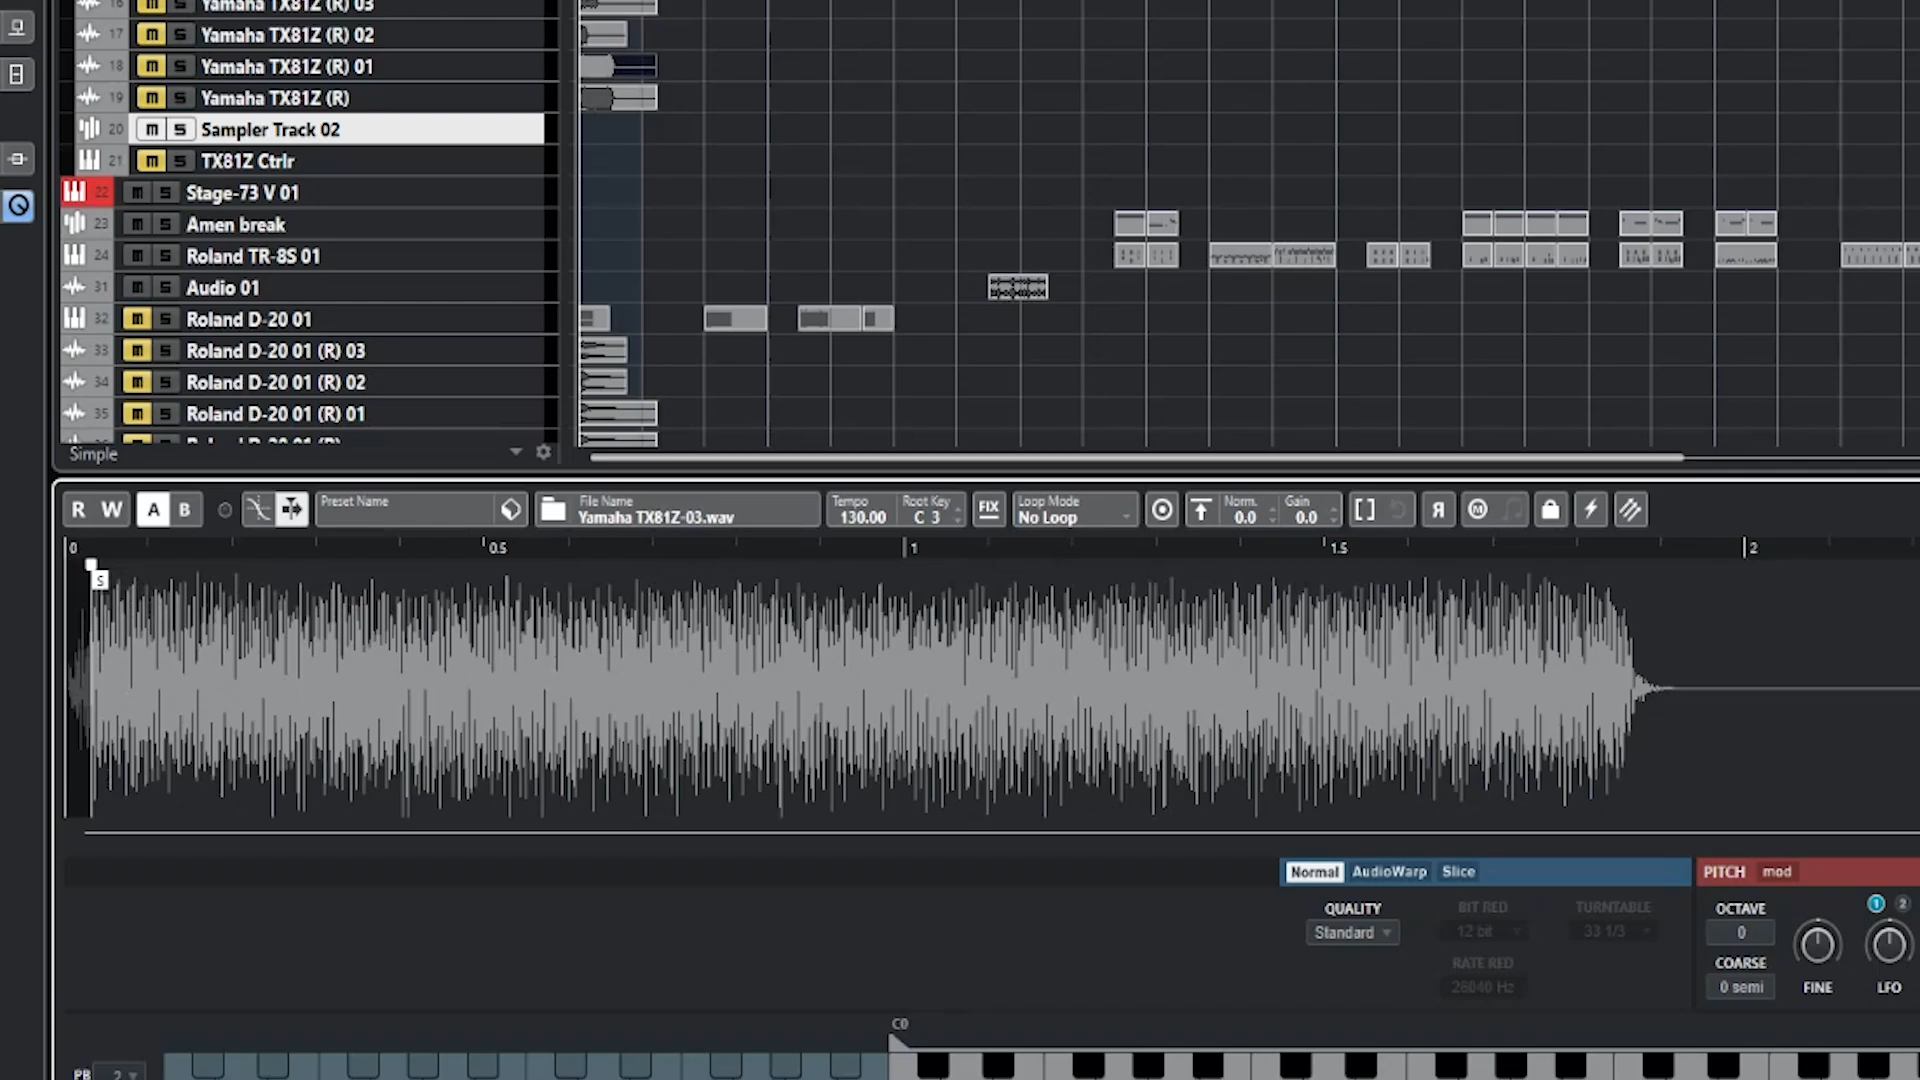 16 m S Yamaha TX81Z (R) 03
17 m S Yamaha TX81Z (R) 02
18 m S Yamaha TX81Z (R) 01
19 m S Yamaha TX81Z (R)
20 m S Sampler Track 02
21 m S TX81Z Ctrlr
22 m S Stage-73 V 01
23 m S Amen break
24 m S Roland TR-8S 01
31 m S Audio 01
32 m S Roland D-20 01
33 m S Roland D-20 01 (R) 03
34 m S Roland D-20 01 (R) 02
35 m S Roland D-20 01 (R) 01
Simple
R W A B
Preset Name
File Name
Yamaha TX81Z-03.wav
Tempo
130.00
Root Key
C 3
FIX
Loop Mode
No Loop
Norm.
0.0
Gain
0.0
[ ]
Я
M
0 0.5 1 1.5 2
S
Normal AudioWarp Slice
PITCH mod
QUALITY
Standard
BIT RED
12 bit
TURNTABLE
33 1/3
RATE RED
26040 Hz
OCTAVE
0
COARSE
0 semi
FINE
1 2
LFO
C0
PB 2